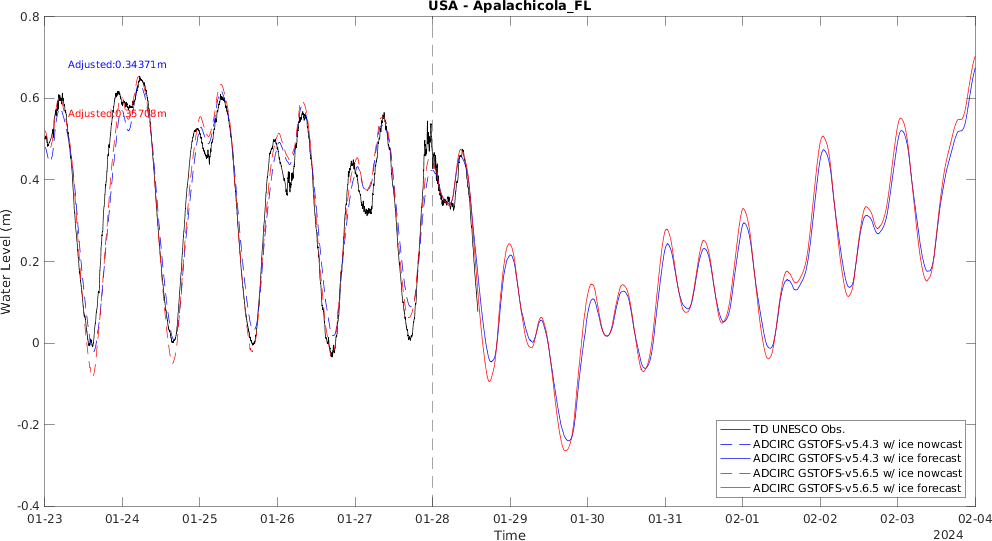 USA - Apalachicola_FL
0.8
0.6
0.4
0.2
0
-0.2
-0.4
Water Level (m)
Adjusted:0.34371m
Adjusted:0.35708m
TD UNESCO Obs.
ADCIRC GSTOFS-v5.4.3 w/ ice nowcast
ADCIRC GSTOFS-v5.4.3 w/ ice forecast
ADCIRC GSTOFS-v5.6.5 w/ ice nowcast
ADCIRC GSTOFS-v5.6.5 w/ ice forecast
01-23 01-24 01-25 01-26 01-27 01-28 01-29 01-30 01-31 02-01 02-02 02-03 02-04
Time
2024